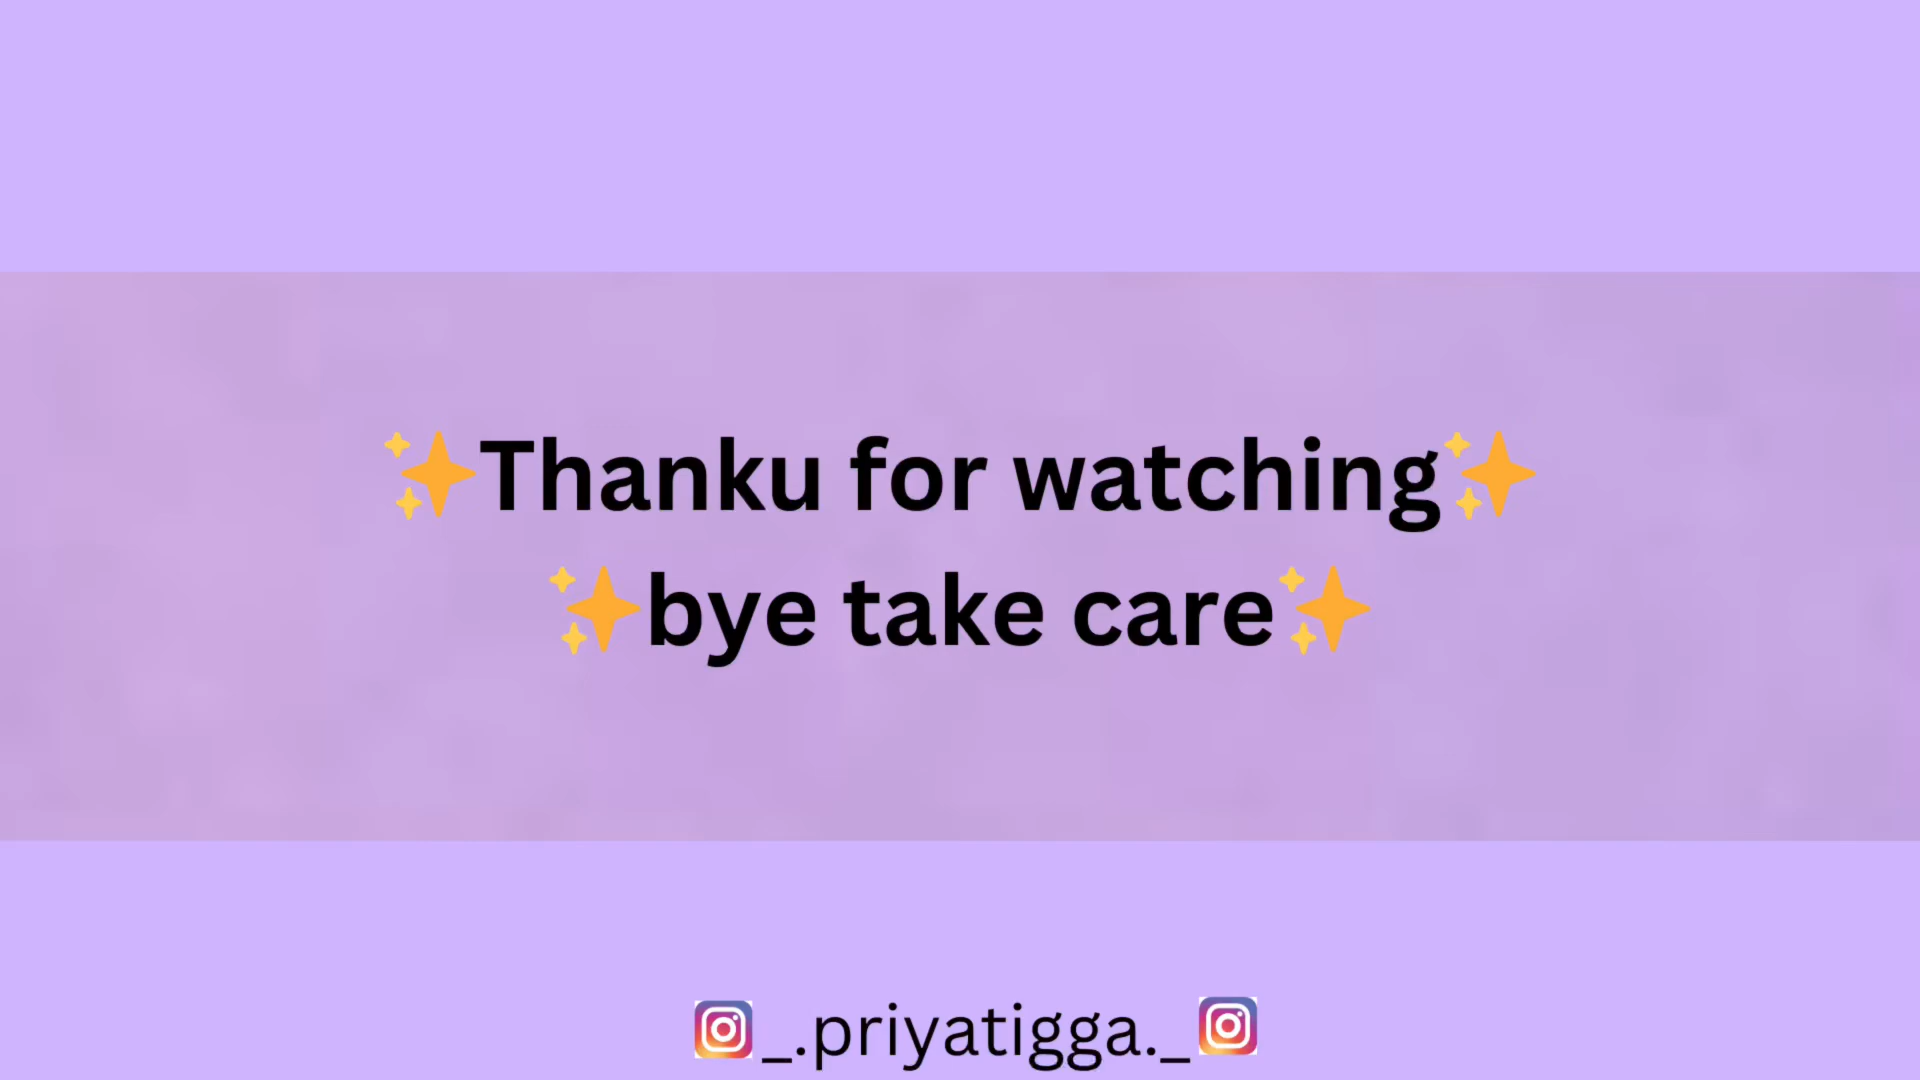 ✨Thanku for watching✨
✨bye take care✨
_.priyatigga._